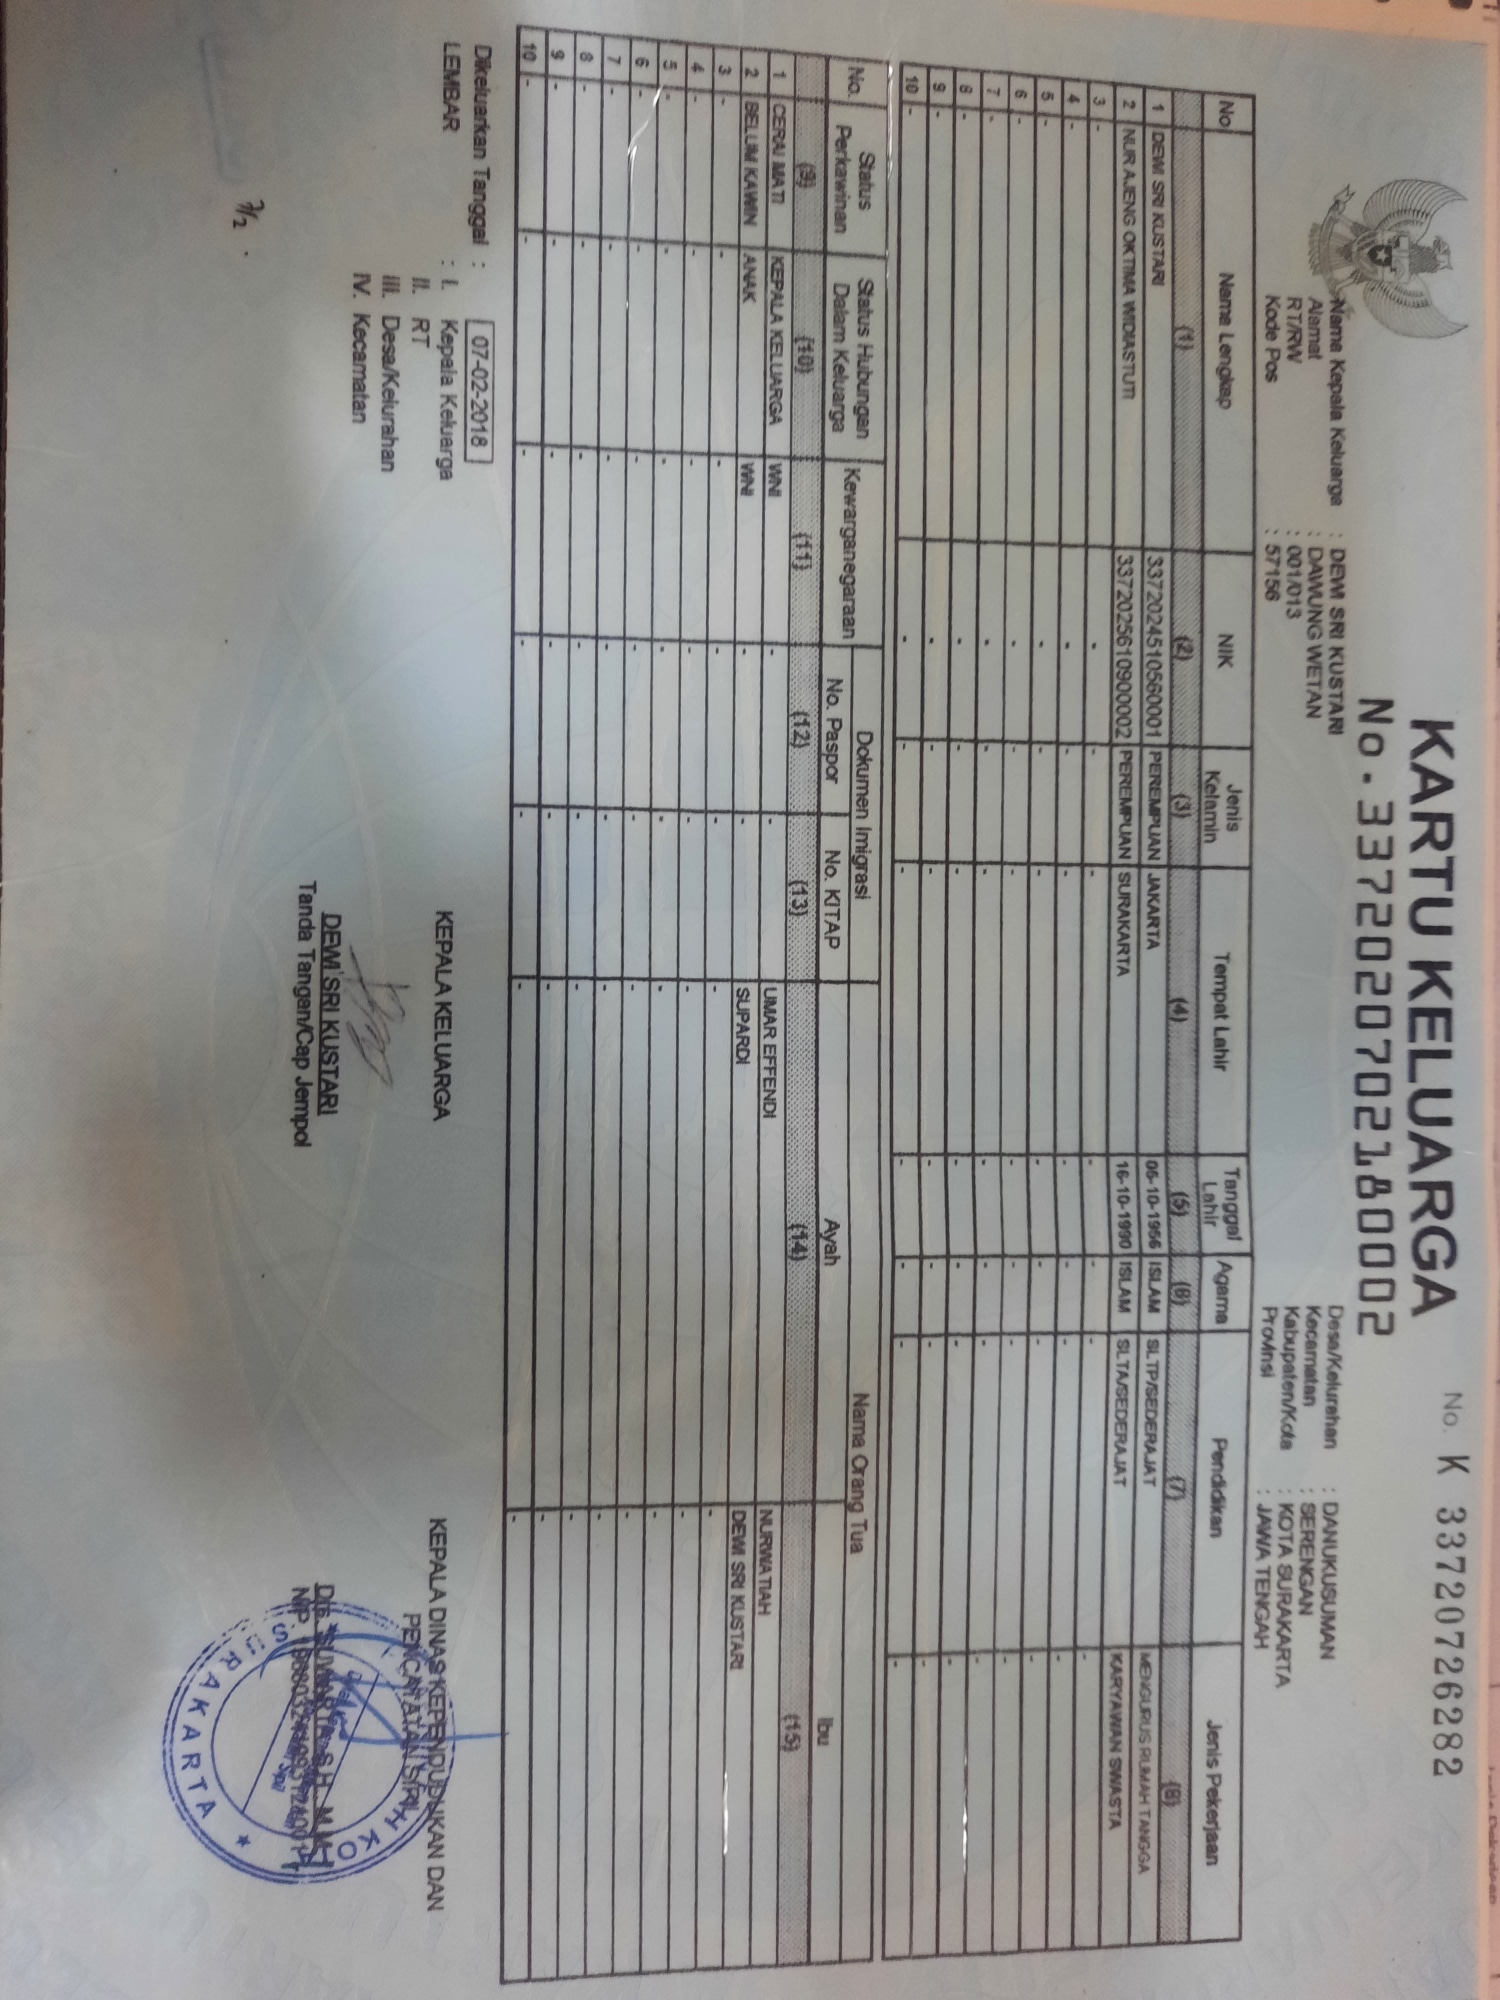 KARTU KELUARGA
No. K 33720726282
No.3372020702180002
Nama Kepala Keluarga : DEWI SRI KUSTARI
Alamat : DAWUNG WETAN
RT/RW : 001/013
Kode Pos : 57156
Desa/Kelurahan : DANUKUSUMAN
Kecamatan : SERENGAN
Kabupaten/Kota : KOTA SURAKARTA
Provinsi : JAWA TENGAH
No Nama Lengkap NIK Jenis Kelamin Tempat Lahir Tanggal Lahir Agama Pendidikan Jenis Pekerjaan
(1) (2) (3) (4) (5) (6) (7) (8)
1 DEWI SRI KUSTARI 3372024510560001 PEREMPUAN JAKARTA 05-10-1956 ISLAM SLTP/SEDERAJAT MENGURUS RUMAH TANGGA
2 NUR AJENG OKTIMA WIDIASTUTI 3372025610900002 PEREMPUAN SURAKARTA 16-10-1990 ISLAM SLTA/SEDERAJAT KARYAWAN SWASTA
3 - - - - - - - -
4 - - - - - - - -
5 - - - - - - - -
6 - - - - - - - -
7 - - - - - - - -
8 - - - - - - - -
9 - - - - - - - -
10 - - - - - - - -
No. Status Perkawinan Status Hubungan Dalam Keluarga Kewarganegaraan Dokumen Imigrasi Nama Orang Tua
No. Paspor No. KITAP Ayah Ibu
(9) (10) (11) (12) (13) (14) (15)
1 CERAI MATI KEPALA KELUARGA WNI - - UMAR EFFENDI NURWATIAH
2 BELUM KAWIN ANAK WNI - - SUPARDI DEWI SRI KUSTARI
3 - - - - - - -
4 - - - - - - -
5 - - - - - - -
6 - - - - - - -
7 - - - - - - -
8 - - - - - - -
9 - - - - - - -
10 - - - - - - -
Dikeluarkan Tanggal : 07-02-2018
LEMBAR : I. Kepala Keluarga
II. RT
III. Desa/Kelurahan
IV. Kecamatan
KEPALA KELUARGA
DEWI SRI KUSTARI
Tanda Tangan/Cap Jempol
KEPALA DINAS KEPENDUDUKAN DAN
PENCATATAN SIPIL
Drs. SUWARTA, S.H., M.M
NIP.
KOTA
SURAKARTA
7/2